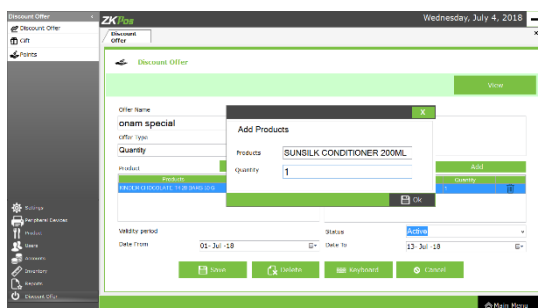 Discount Offer
ZKPos
Wednesday, July 4, 2018
Discount Offer
Gift
Points
Discount
Offer
Discount Offer
View
Offer Name
onam special
Offer Type
Quantity
X
Add Products
Products
SUNSILK CONDITIONER 200ML
Quantity
1
Ok
Product
Add
Products
Quantity
KINDER CHOCOLATE
1
Validity period
Status
Active
Date From
01- Jul -18
Date To
13- Jul -18
Save
Delete
Keyboard
Cancel
Settings
Peripheral Devices
Product
Users
Accounts
Inventory
Reports
Discount Offer
Main Menu